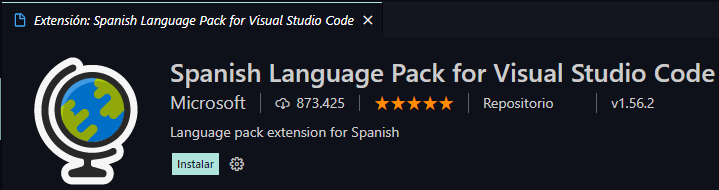 Extensión: Spanish Language Pack for Visual Studio Code
Spanish Language Pack for Visual Studio Code
Microsoft 873.425 Repositorio v1.56.2
Language pack extension for Spanish
Instalar